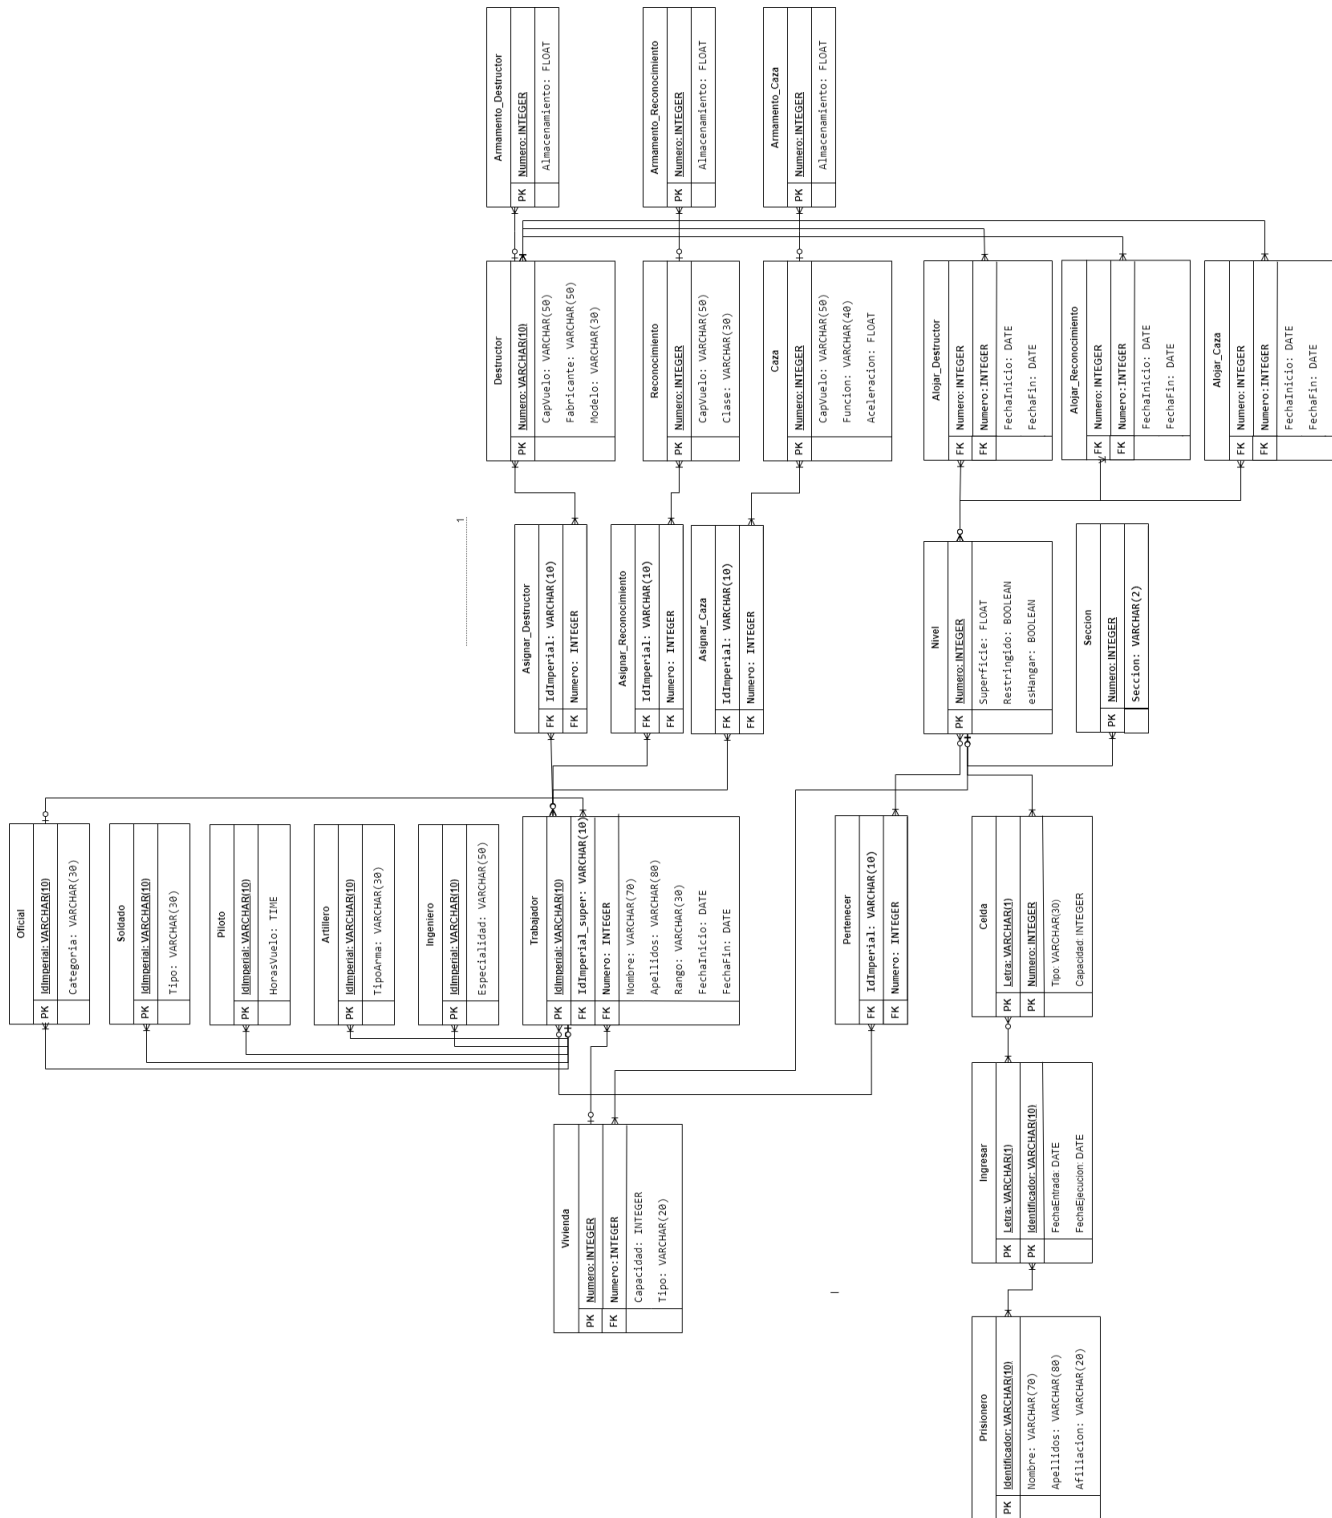 Armamento_Destructor
PK Numero: INTEGER
Almacenamiento: FLOAT
Armamento_Reconocimiento
PK Numero: INTEGER
Almacenamiento: FLOAT
Armamento_Caza
PK Numero: INTEGER
Almacenamiento: FLOAT
Destructor
PK Numero: VARCHAR(10)
CapVuelo: VARCHAR(50)
Fabricante: VARCHAR(50)
Modelo: VARCHAR(30)
Reconocimiento
PK Numero: INTEGER
CapVuelo: VARCHAR(50)
Clase: VARCHAR(30)
Caza
PK Numero: INTEGER
CapVuelo: VARCHAR(50)
Funcion: VARCHAR(40)
Aceleracion: FLOAT
Alojar_Destructor
FK Numero: INTEGER
FK Numero:INTEGER
FechaInicio: DATE
FechaFin: DATE
Alojar_Reconocimiento
FK Numero: INTEGER
FK Numero:INTEGER
FechaInicio: DATE
FechaFin: DATE
Alojar_Caza
FK Numero: INTEGER
FK Numero:INTEGER
FechaInicio: DATE
FechaFin: DATE
1
Asignar_Destructor
FK IdImperial: VARCHAR(10)
FK Numero: INTEGER
Asignar_Reconocimiento
FK IdImperial: VARCHAR(10)
FK Numero: INTEGER
Asignar_Caza
FK IdImperial: VARCHAR(10)
FK Numero: INTEGER
Nivel
PK Numero: INTEGER
Superficie: FLOAT
Restringido: BOOLEAN
esHangar: BOOLEAN
Seccion
PK Numero: INTEGER
Seccion: VARCHAR(2)
Oficial
PK IdImperial: VARCHAR(10)
Categoria: VARCHAR(30)
Soldado
PK IdImperial: VARCHAR(10)
Tipo: VARCHAR(30)
Piloto
PK IdImperial: VARCHAR(10)
HorasVuelo: TIME
Artillero
PK IdImperial: VARCHAR(10)
TipoArma: VARCHAR(30)
Ingeniero
PK IdImperial: VARCHAR(10)
Especialidad: VARCHAR(50)
Trabajador
PK IdImperial: VARCHAR(10)
FK IdImperial_super: VARCHAR(10)
FK Numero: INTEGER
Nombre: VARCHAR(70)
Apellidos: VARCHAR(80)
Rango: VARCHAR(30)
FechaInicio: DATE
FechaFin: DATE
Pertenecer
FK IdImperial: VARCHAR(10)
FK Numero: INTEGER
Celda
PK Letra: VARCHAR(1)
PK Numero: INTEGER
Tipo: VARCHAR(30)
Capacidad: INTEGER
Vivienda
PK Numero: INTEGER
FK Numero:INTEGER
Capacidad: INTEGER
Tipo: VARCHAR(20)
Ingresar
PK Letra: VARCHAR(1)
PK Identificador: VARCHAR(10)
FechaEntrada: DATE
FechaEjecucion: DATE
Prisionero
PK Identificador: VARCHAR(10)
Nombre: VARCHAR(70)
Apellidos: VARCHAR(80)
Afiliacion: VARCHAR(20)